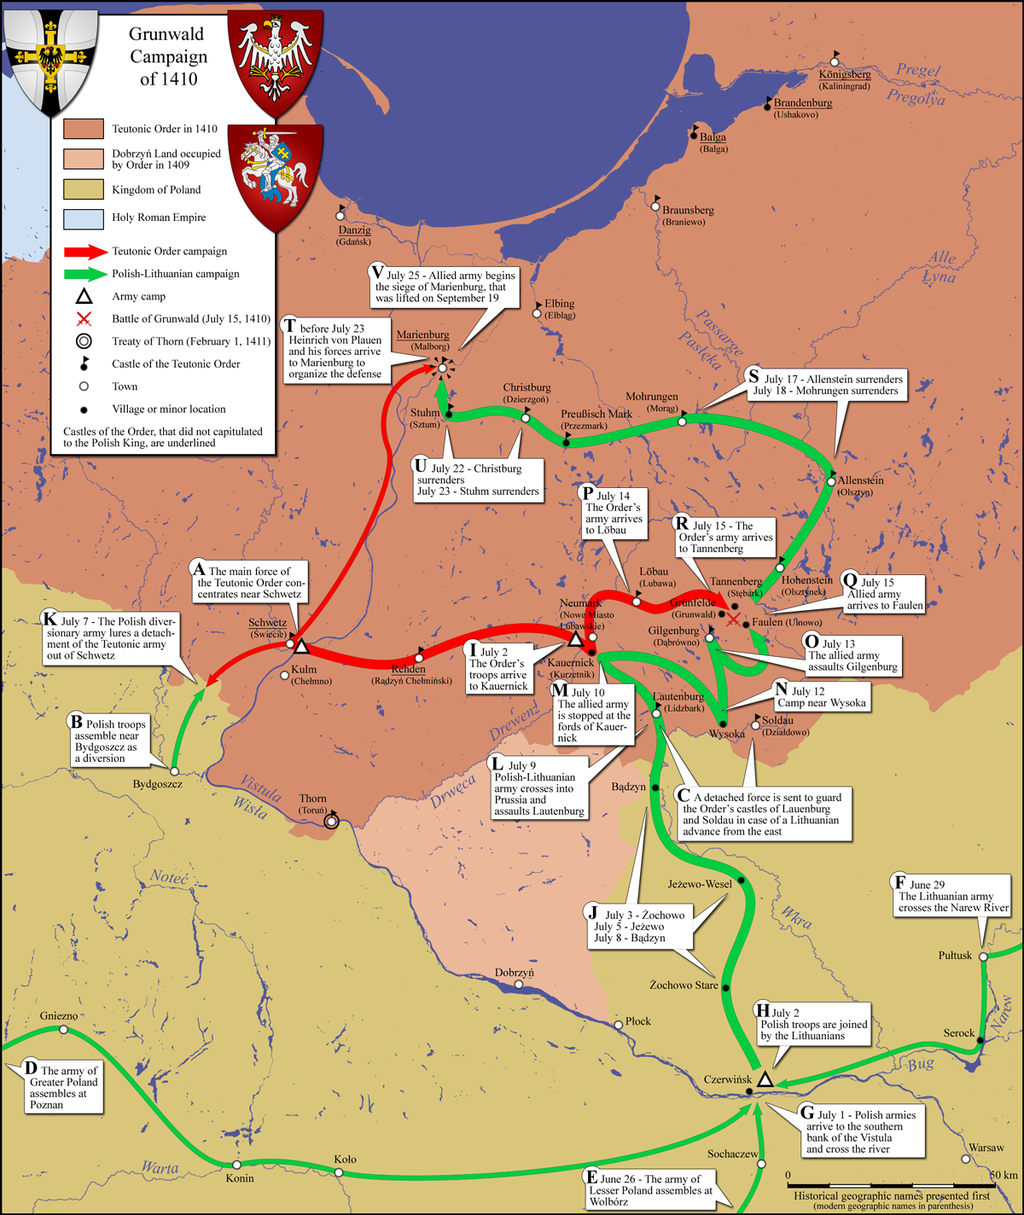 Grunwald
Campaign
of 1410
Teutonic Order in 1410
Dobrzyń Land occupied
by Order in 1409
Kingdom of Poland
Holy Roman Empire
Teutonic Order campaign
Polish-Lithuanian campaign
Army camp
Battle of Grunwald (July 15, 1410)
Treaty of Thorn (February 1, 1411)
Castle of the Teutonic Order
Town
Village or minor location
Castles of the Order, that did not capitulated
to the Polish King, are underlined
Königsberg
(Kaliningrad)
Pregel
Pregolya
Brandenburg
(Ushakovo)
Balga
(Balga)
Braunsberg
(Braniewo)
Danzig
(Gdańsk)
Alle
Łyna
V July 25 - Allied army begins
the siege of Marienburg, that
was lifted on September 19
Elbing
(Elbląg)
T before July 23
Heinrich von Plauen
and his forces arrive
to Marienburg to
organize the defense
Marienburg
(Malborg)
Passarge
Pasłęka
S July 17 - Allenstein surrenders
July 18 - Mohrungen surrenders
Christburg
(Dzierzgoń)
Mohrungen
(Morag)
Stuhm
(Sztum)
Preußisch Mark
(Przezmark)
U July 22 - Christburg
surrenders
July 23 - Stuhm surrenders
Allenstein
(Olsztyn)
P July 14
The Order's
army arrives
to Löbau
R July 15 - The
Order's army arrives
to Tannenberg
A The main force of
the Teutonic Order con-
centrates near Schwetz
Löbau
(Lubawa)
Tannenberg
(Stębark)
Hohenstein
(Olsztynek)
Q July 15
Allied army
arrives to Faulen
K July 7 - The Polish diver-
sionary army lures a detach-
ment of the Teutonic army
out of Schwetz
Schwetz
(Świecie)
Neumark
(Nowe Miasto
Lubawskie)
Grünfelde
(Grunwald)
Faulen (Ulnowo)
Gilgenburg
(Dąbrówno)
O July 13
The allied army
assaults Gilgenburg
I July 2
The Order's
troops arrive
to Kauernick
Kulm
(Chełmno)
Rehden
(Radzyń Chełmiński)
Kauernick
(Kurzętnik)
M July 10
The allied army
is stopped at the
fords of Kauer-
nick
Lautenburg
(Lidzbark)
N July 12
Camp near Wysoka
B Polish troops
assemble near
Bydgoszcz as
a diversion
Drewenz
Drwęca
Wysoka
Soldau
(Działdowo)
L July 9
Polish-Lithuanian
army crosses into
Prussia and
assaults Lautenburg
Bydgoszcz
Vistula
Wisła
Thorn
(Toruń)
Bądzyn
C A detached force is sent to guard
the Order's castles of Lauenburg
and Soldau in case of a Lithuanian
advance from the east
Noteć
Jeżewo-Wesel
F June 29
The Lithuanian army
crosses the Narew River
J July 3 - Żochowo
July 5 - Jeżewo
July 8 - Bądzyn
Wkra
Pułtusk
Dobrzyń
Żochowo Stare
Gniezno
Płock
H July 2
Polish troops are joined
by the Lithuanians
Serock
Narew
Bug
D The army of
Greater Poland
assembles at
Poznan
Czerwińsk
G July 1 - Polish armies
arrive to the southern
bank of the Vistula
and cross the river
Warta
Konin
Koło
Sochaczew
Warsaw
E June 26 - The army of
Lesser Poland assembles at
Wolbórz
0
50 km
Historical geographic names presented first
(modern geographic names in parenthesis)